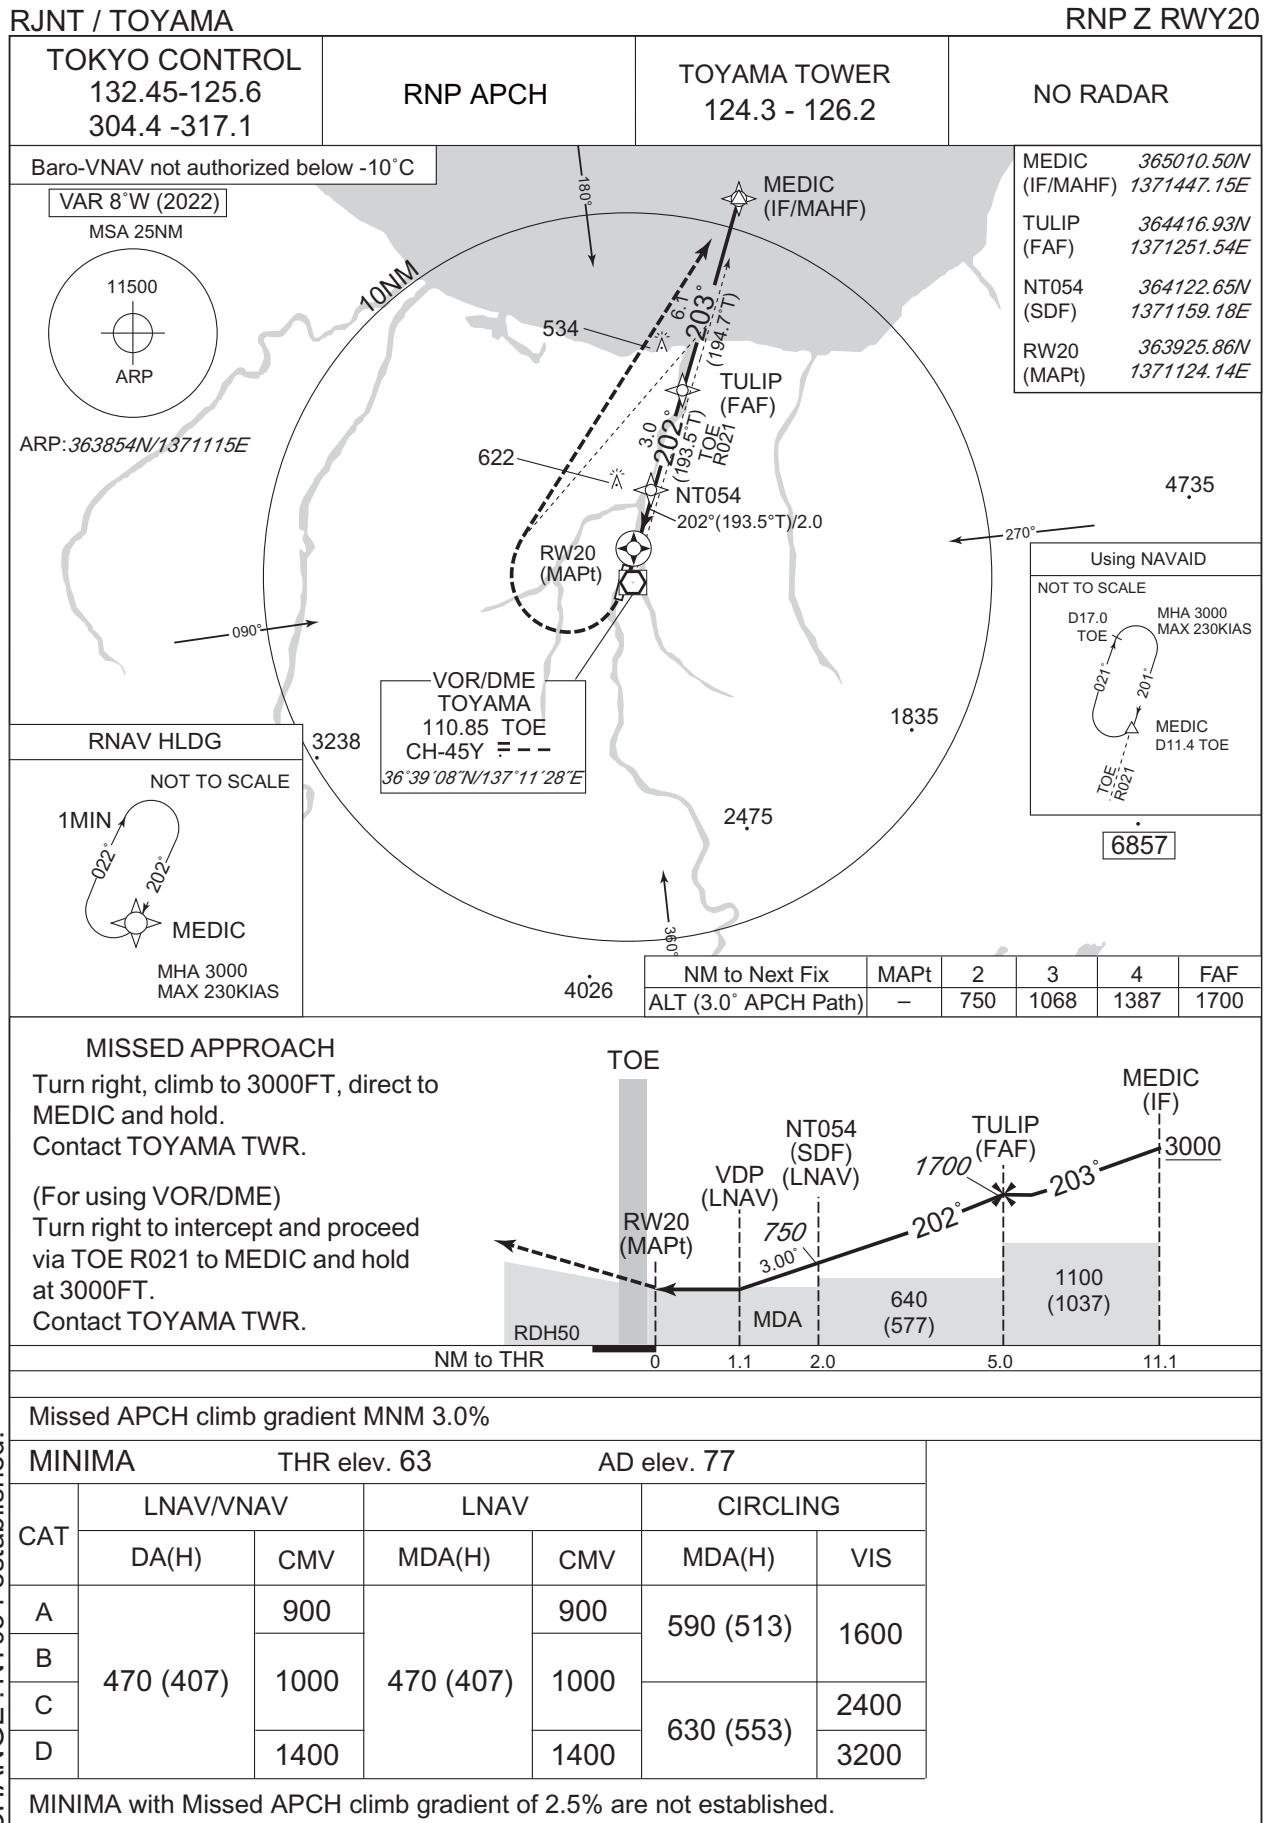 RJNT / TOYAMA
RNP Z RWY20
TOKYO CONTROL
132.45-125.6
304.4 -317.1
RNP APCH
TOYAMA TOWER
124.3 - 126.2
NO RADAR
Baro-VNAV not authorized below -10˚C
VAR 8˚W (2022)
MSA 25NM
11500
ARP
ARP:363854N/1371115E
MEDIC 365010.50N
(IF/MAHF) 1371447.15E
TULIP 364416.93N
(FAF) 1371251.54E
NT054 364122.65N
(SDF) 1371159.18E
RW20 363925.86N
(MAPt) 1371124.14E
180°
MEDIC
(IF/MAHF)
10NM
6.1
203°
(194.7°T)
534
TULIP
(FAF)
3.0
202°
(193.5°T)
TOE
R021
622
NT054
202°(193.5°T)/2.0
RW20
(MAPt)
4735
270°
090°
VOR/DME
TOYAMA
110.85 TOE
CH-45Y
36°39´08˝N/137°11´28˝E
Using NAVAID
NOT TO SCALE
D17.0
TOE
MHA 3000
MAX 230KIAS
021°
201°
MEDIC
D11.4 TOE
TOE
R021
6857
1835
3238
2475
360°
4026
RNAV HLDG
NOT TO SCALE
1MIN
022°
202°
MEDIC
MHA 3000
MAX 230KIAS
NM to Next Fix MAPt 2 3 4 FAF
ALT (3.0˚ APCH Path) – 750 1068 1387 1700
MISSED APPROACH
Turn right, climb to 3000FT, direct to
MEDIC and hold.
Contact TOYAMA TWR.
(For using VOR/DME)
Turn right to intercept and proceed
via TOE R021 to MEDIC and hold
at 3000FT.
Contact TOYAMA TWR.
TOE
RW20
(MAPt)
VDP
(LNAV)
NT054
(SDF)
(LNAV)
TULIP
(FAF)
MEDIC
(IF)
3000
1700
203°
202°
750
3.00°
MDA
640
(577)
1100
(1037)
RDH50
NM to THR 0 1.1 2.0 5.0 11.1
Missed APCH climb gradient MNM 3.0%
MINIMA THR elev. 63 AD elev. 77
CAT LNAV/VNAV LNAV CIRCLING
DA(H) CMV MDA(H) CMV MDA(H) VIS
A 900 900 590 (513) 1600
B 470 (407) 1000 470 (407) 1000
C 630 (553) 2400
D 1400 1400 3200
MINIMA with Missed APCH climb gradient of 2.5% are not established.